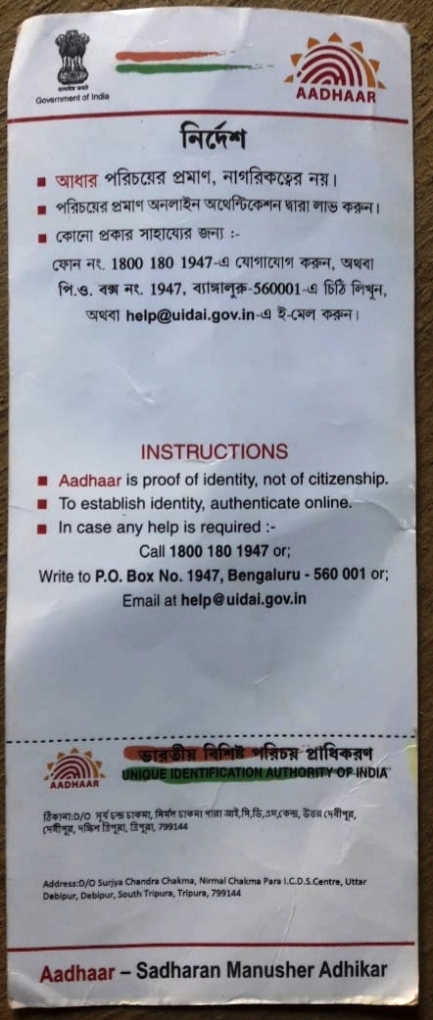 सत्यमेव जयते
Government of India
AADHAAR
নির্দেশ
আধার পরিচয়ের প্রমাণ, নাগরিকত্বের নয়।
পরিচয়ের প্রমাণ অনলাইন অথেন্টিকেশন দ্বারা লাভ করুন।
কোনো প্রকার সাহায্যের জন্য :-
ফোন নং. 1800 180 1947-এ যোগাযোগ করুন, অথবা
পি.ও. বক্স নং. 1947, ব্যাঙ্গালুরু-560001-এ চিঠি লিখুন,
অথবা help@uidai.gov.in-এ ই-মেল করুন।
INSTRUCTIONS
Aadhaar is proof of identity, not of citizenship.
To establish identity, authenticate online.
In case any help is required :-
Call 1800 180 1947 or;
Write to P.O. Box No. 1947, Bengaluru - 560 001 or;
Email at help@uidai.gov.in
AADHAAR
ভারতীয় বিশিষ্ট পরিচয় প্রাধিকরণ
UNIQUE IDENTIFICATION AUTHORITY OF INDIA
ঠিকানা:D/O সূর্য চন্দ্র চাকমা, নির্মল চাকমা পারা আই,সি,ডি,এস,কেন্দ্র, উত্তর দেবীপুর,
দেবীপুর, দক্ষিণ ত্রিপুরা, ত্রিপুরা, 799144
Address:D/O Surjya Chandra Chakma, Nirmal Chakma Para I.C.D.S.Centre, Uttar
Debipur, Debipur, South Tripura, Tripura, 799144
Aadhaar – Sadharan Manusher Adhikar